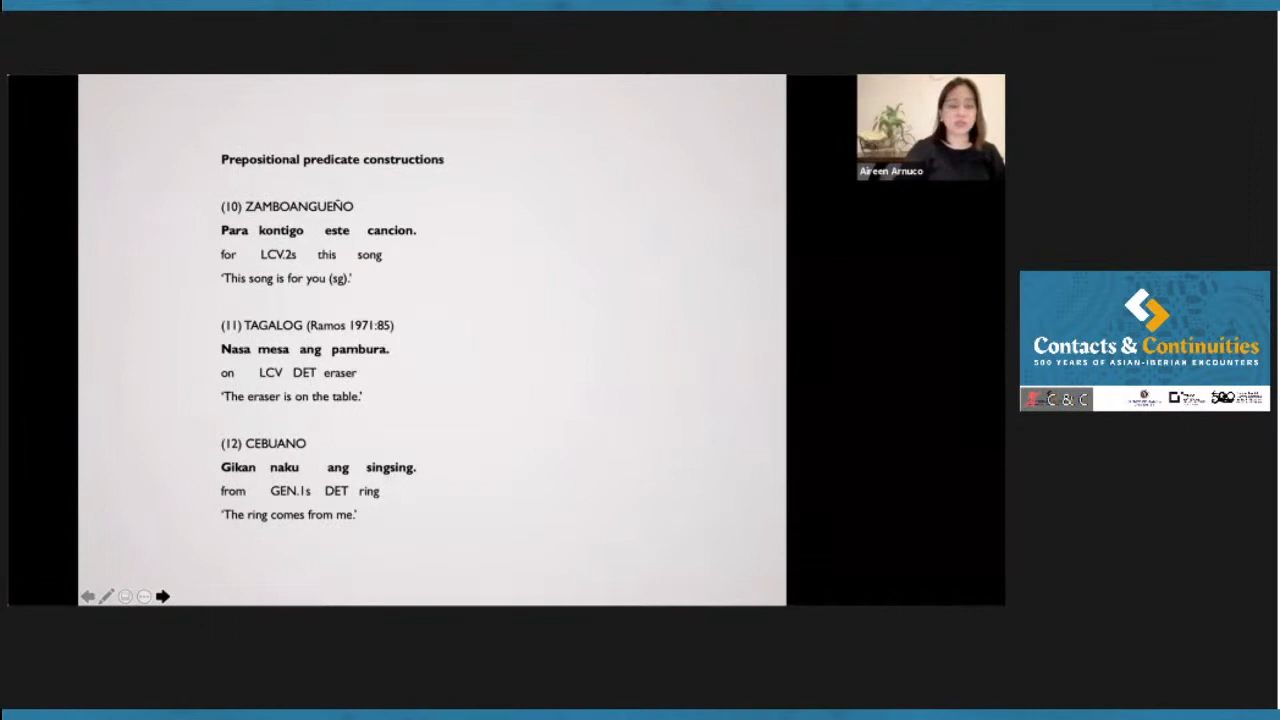 Prepositional predicate constructions
(10) ZAMBOANGUEÑO
Para kontigo este cancion.
for LCV.2s this song
‘This song is for you (sg).’
(11) TAGALOG (Ramos 1971:85)
Nasa mesa ang pambura.
on LCV DET eraser
‘The eraser is on the table.’
(12) CEBUANO
Gikan naku ang singsing.
from GEN.1s DET ring
‘The ring comes from me.’
Aireen Arnuco
Contacts & Continuities
500 YEARS OF ASIAN-IBERIAN ENCOUNTERS
C & C